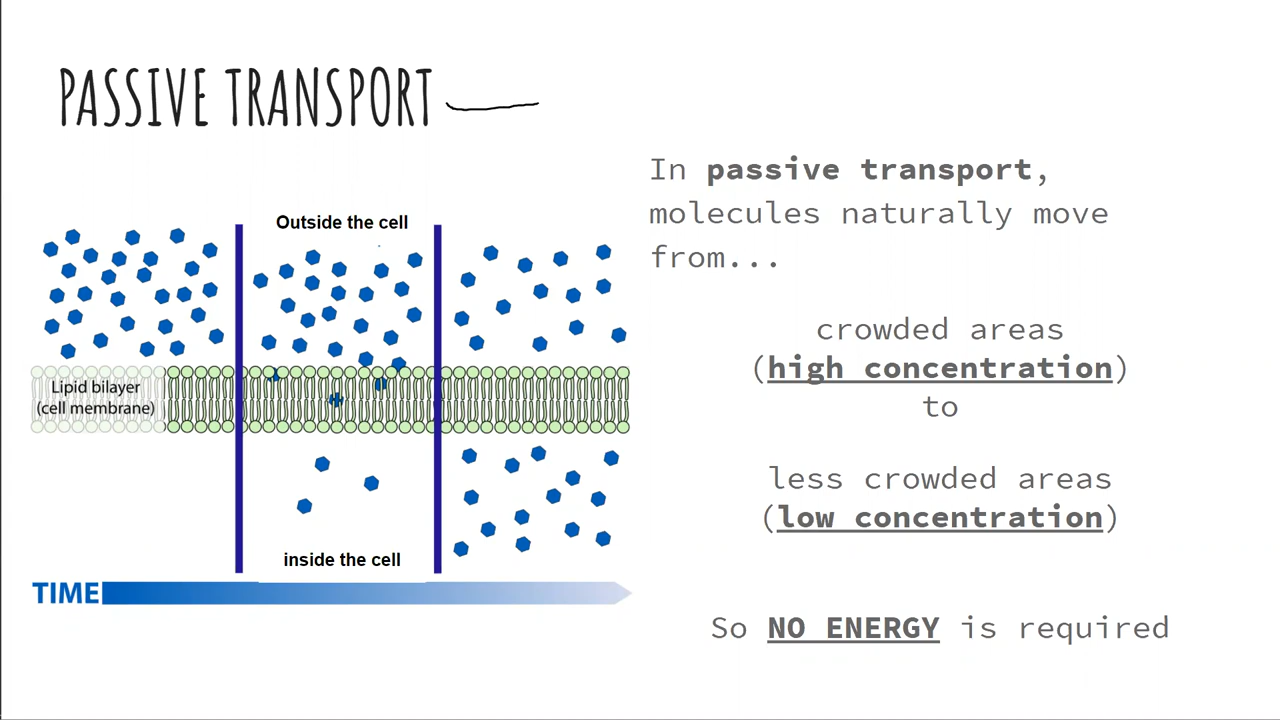 PASSIVE TRANSPORT
Outside the cell
Lipid bilayer
(cell membrane)
inside the cell
TIME
In passive transport,
molecules naturally move
from...
crowded areas
(high concentration)
to
less crowded areas
(low concentration)
So NO ENERGY is required